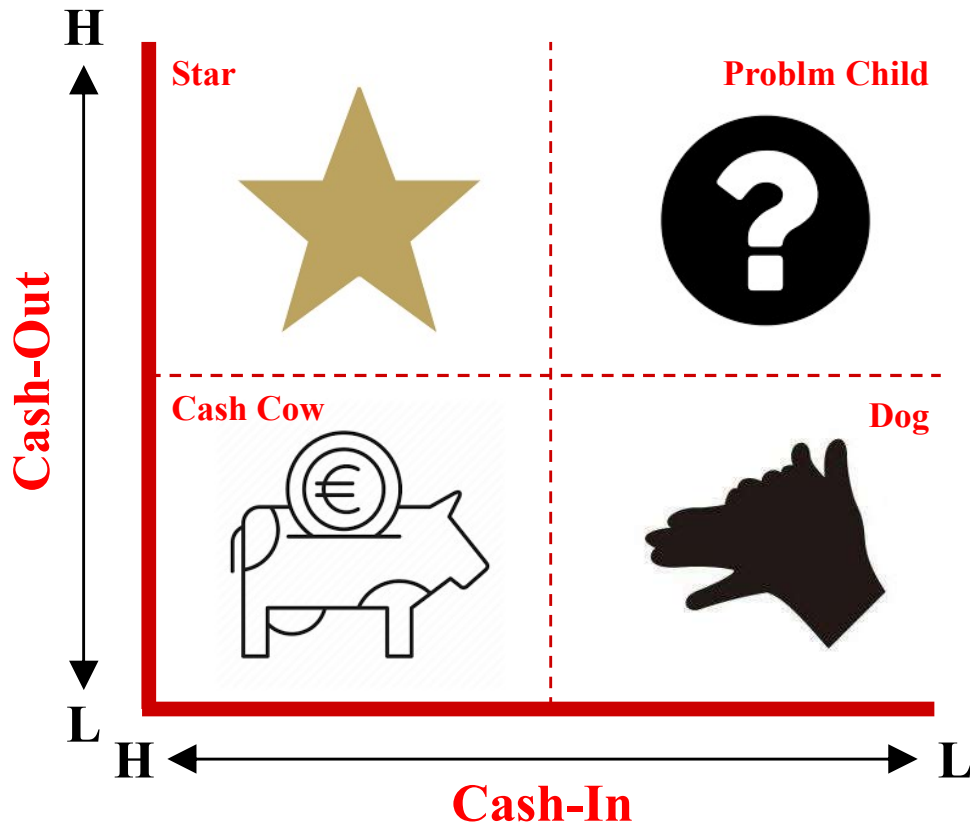 H
Star
Problm Child
Cash-Out
Cash Cow
Dog
€
L
H
L
Cash-In